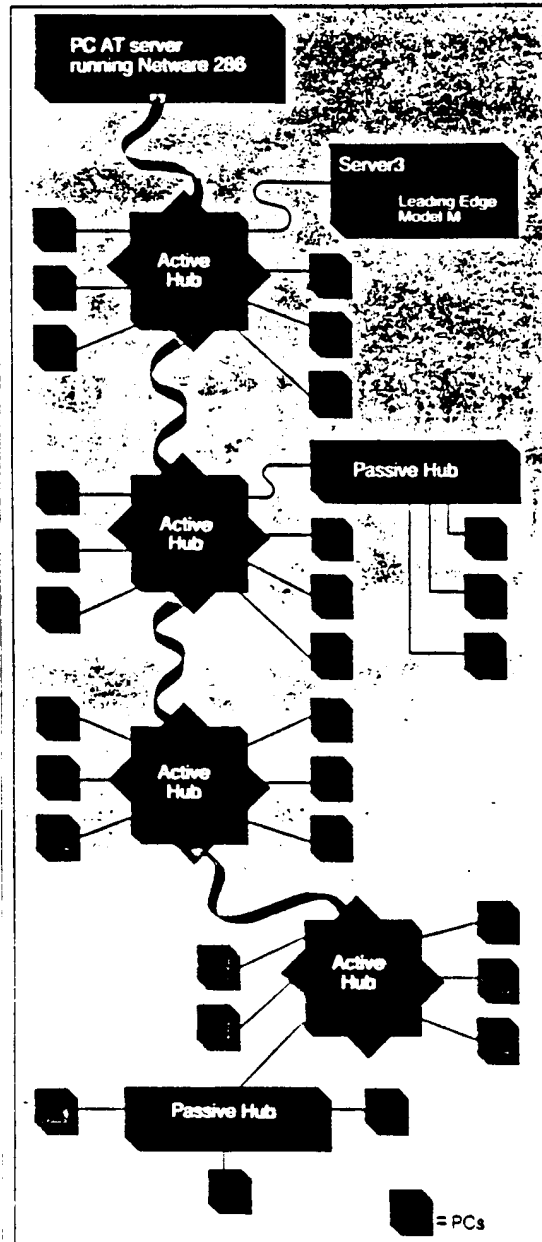 PC AT server
running Netware 286
Server3
Leading Edge
Model M
Active
Hub
Passive Hub
Active
Hub
Active
Hub
Active
Hub
Passive Hub
= PCs